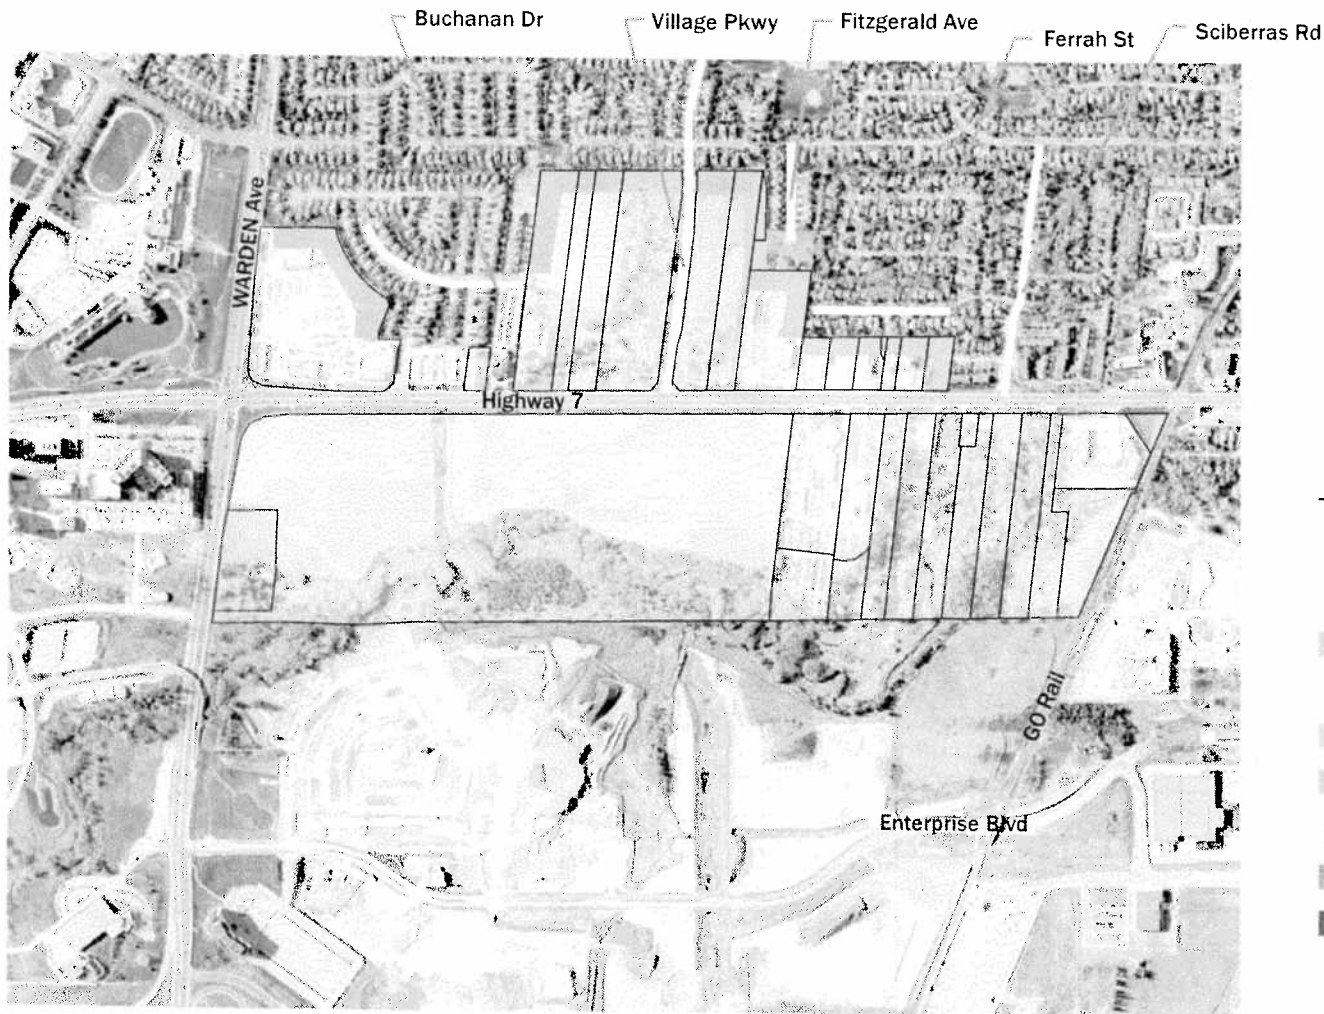 Buchanan Dr
Village Pkwy
Fitzgerald Ave
Ferrah St
Sciberras Rd
WARDEN Ave
Highway 7
GO Rail
Enterprise Blvd